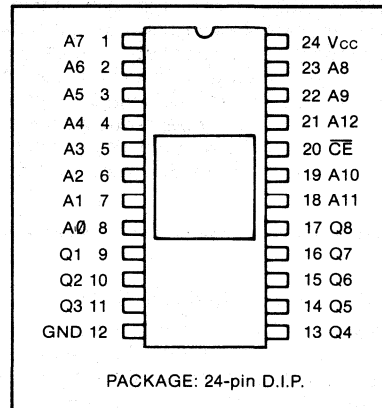 A7 1 24 Vcc
A6 2 23 A8
A5 3 22 A9
A4 4 21 A12
A3 5 20 C̅E̅
A2 6 19 A10
A1 7 18 A11
AØ 8 17 Q8
Q1 9 16 Q7
Q2 10 15 Q6
Q3 11 14 Q5
GND 12 13 Q4
PACKAGE: 24-pin D.I.P.